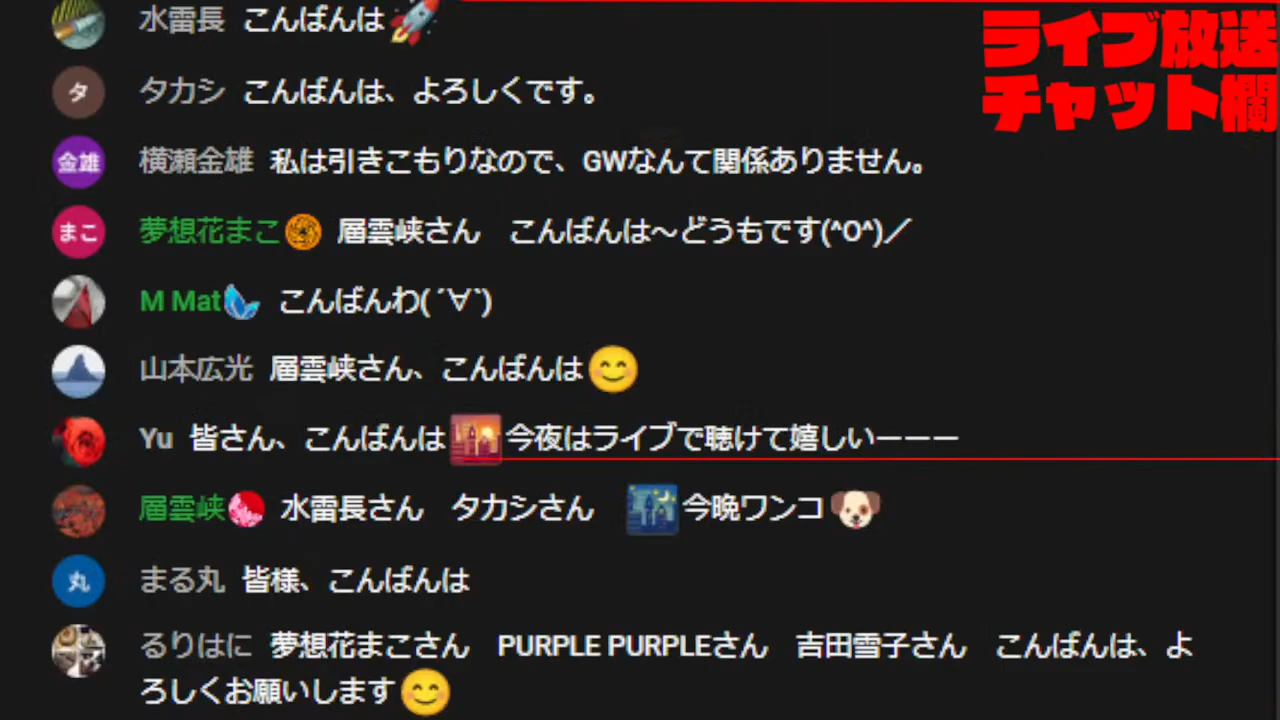 ライブ放送
チャット欄
水雷長 こんばんは🚀
タ タカシ こんばんは、よろしくです。
金雄 横瀬金雄 私は引きこもりなので、GWなんて関係ありません。
まこ 夢想花まこ 層雲峡さん　こんばんは～どうもです(^O^)／
M Mat こんばんわ(´∀`)
山本広光 層雲峡さん、こんばんは😊
Yu 皆さん、こんばんは🌇今夜はライブで聴けて嬉しいーーー
層雲峡 水雷長さん　タカシさん　🌃今晩ワンコ🐶
丸 まる丸 皆様、こんばんは
るりはに 夢想花まこさん　PURPLE PURPLEさん　吉田雪子さん　こんばんは、よ
ろしくお願いします😊